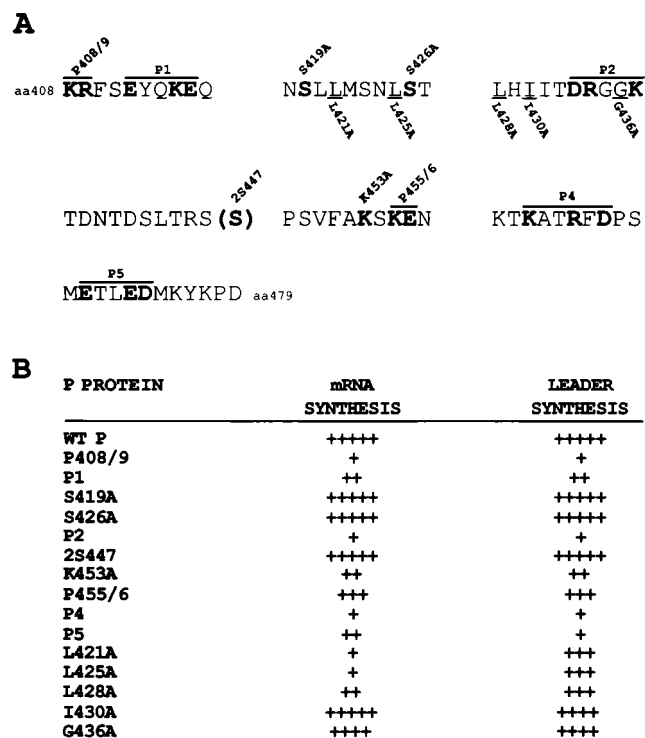 A
P408/9 P1 S419A S426A P2
aa408 KRFSEYQKEQ NSLLMSNLST LHIITDRGGK
L421A L425A L428A I430A G436A
2S447 K453A P455/6 P4
TDNTDSLTRS(S) PSVFAKSKEN KTKATRFDPS
P5
METLEDMKYKPD aa479
B
P PROTEIN mRNA LEADER
SYNTHESIS SYNTHESIS
WT P +++++ +++++
P408/9 + +
P1 ++ ++
S419A +++++ +++++
S426A +++++ +++++
P2 + +
2S447 +++++ +++++
K453A ++ ++
P455/6 +++ +++
P4 + +
P5 ++ ++
L421A + +++
L425A + +++
L428A ++ +++
I430A +++++ ++++
G436A ++++ ++++